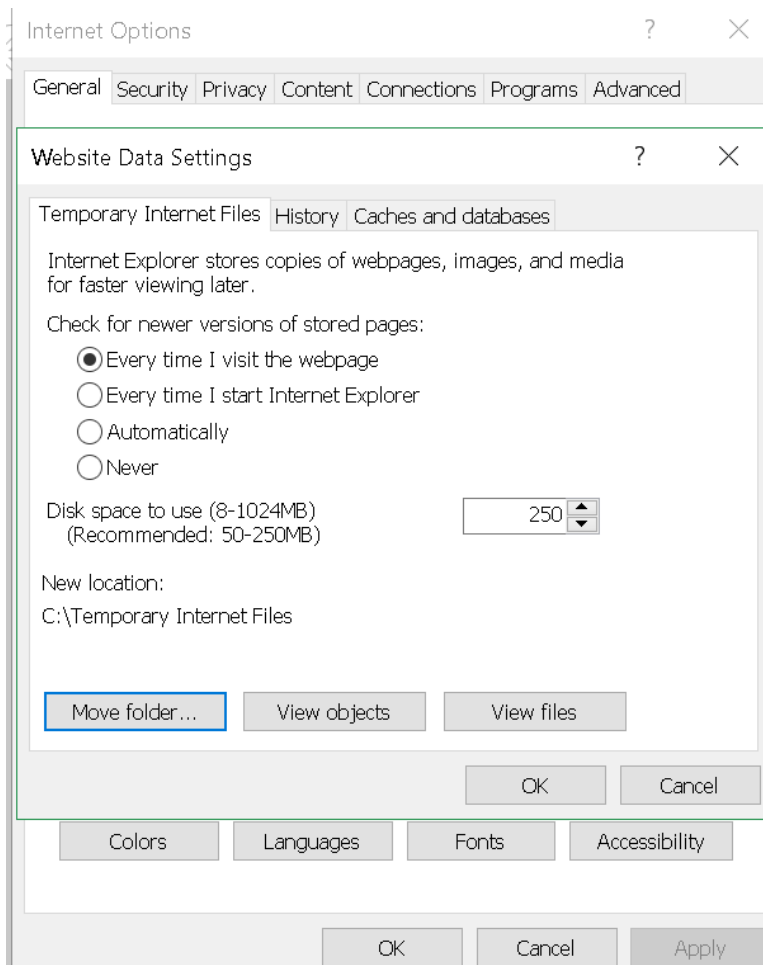 Internet Options
General Security Privacy Content Connections Programs Advanced
Website Data Settings
Temporary Internet Files History Caches and databases
Internet Explorer stores copies of webpages, images, and media
for faster viewing later.
Check for newer versions of stored pages:
Every time I visit the webpage
Every time I start Internet Explorer
Automatically
Never
Disk space to use (8-1024MB)
(Recommended: 50-250MB)
250
New location:
C:\Temporary Internet Files
Move folder... View objects View files
OK Cancel
Colors Languages Fonts Accessibility
OK Cancel Apply